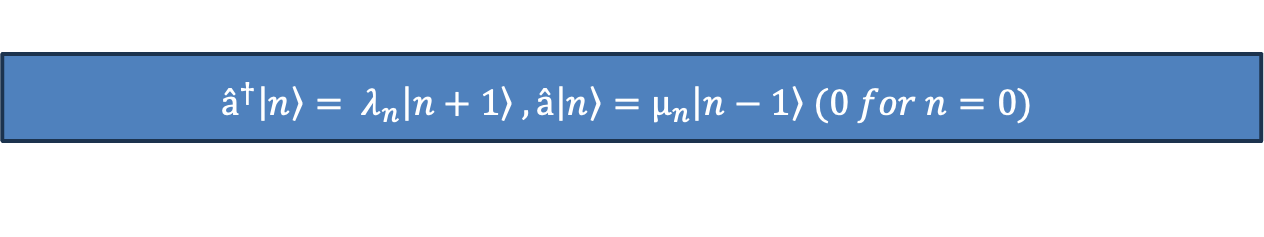 â†|n⟩ = λₙ|n + 1⟩ , â|n⟩ = μₙ|n − 1⟩ (0 for n = 0)